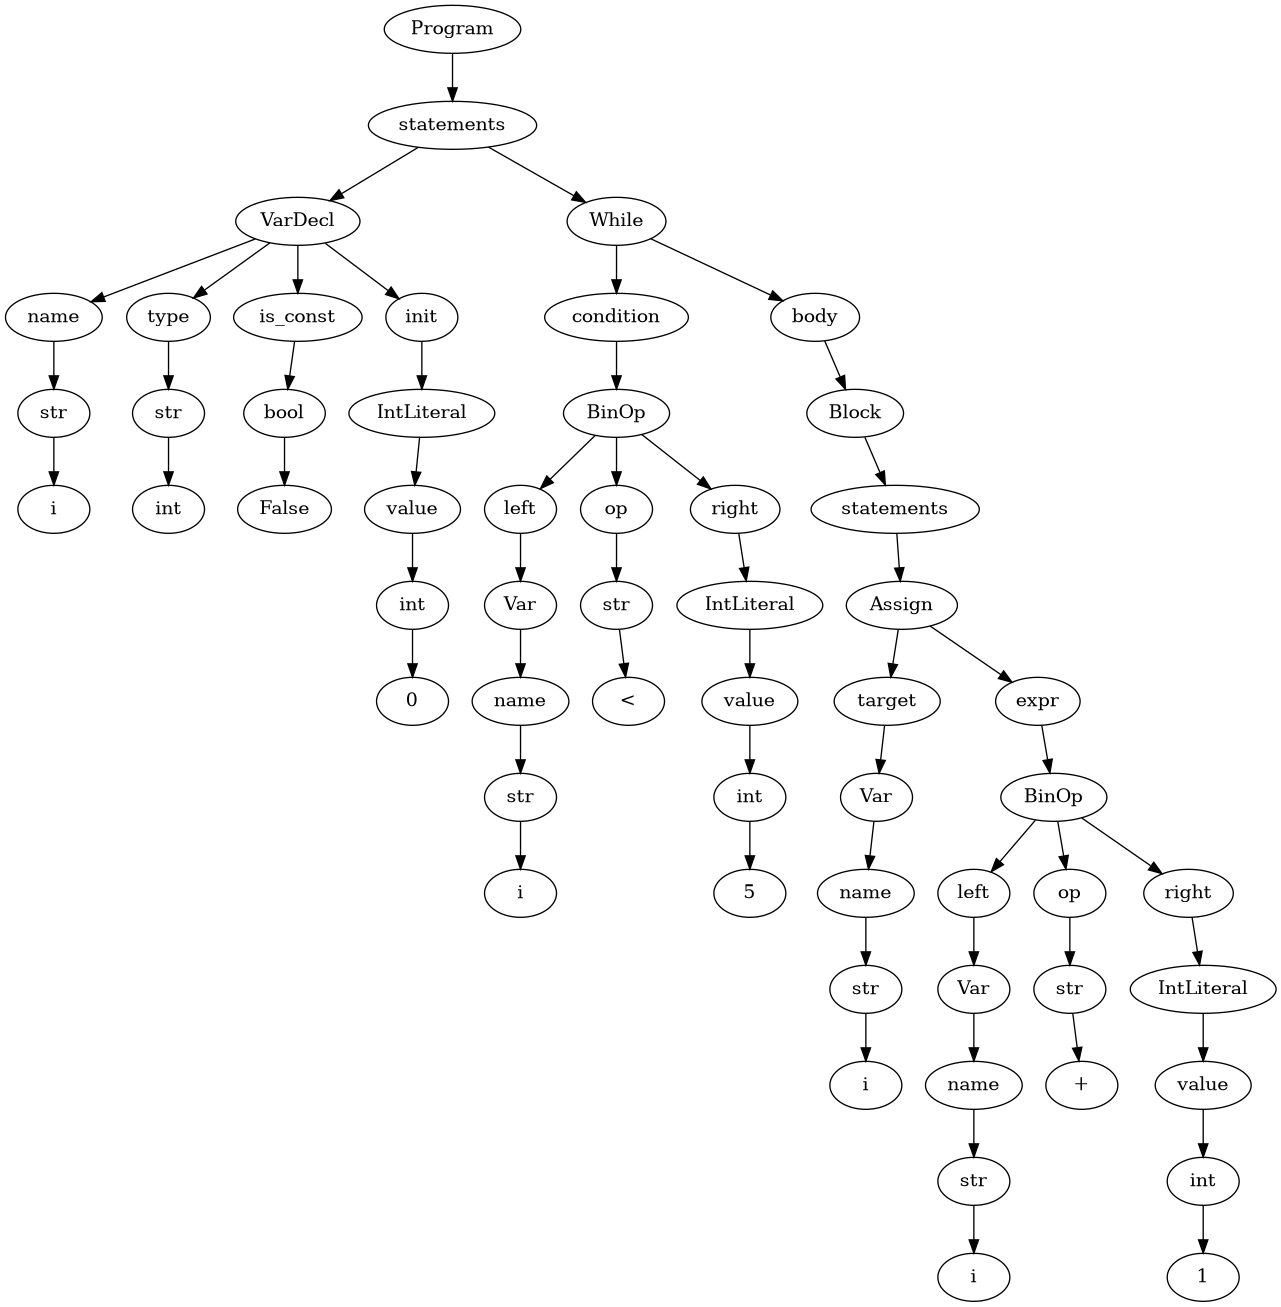 Program
statements
VarDecl While
name type is_const init condition body
str str bool IntLiteral BinOp Block
i int False value left op right statements
int Var str IntLiteral Assign
0 name < value target expr
str int Var BinOp
i 5 name left op right
str Var str IntLiteral
i name + value
str int
i 1